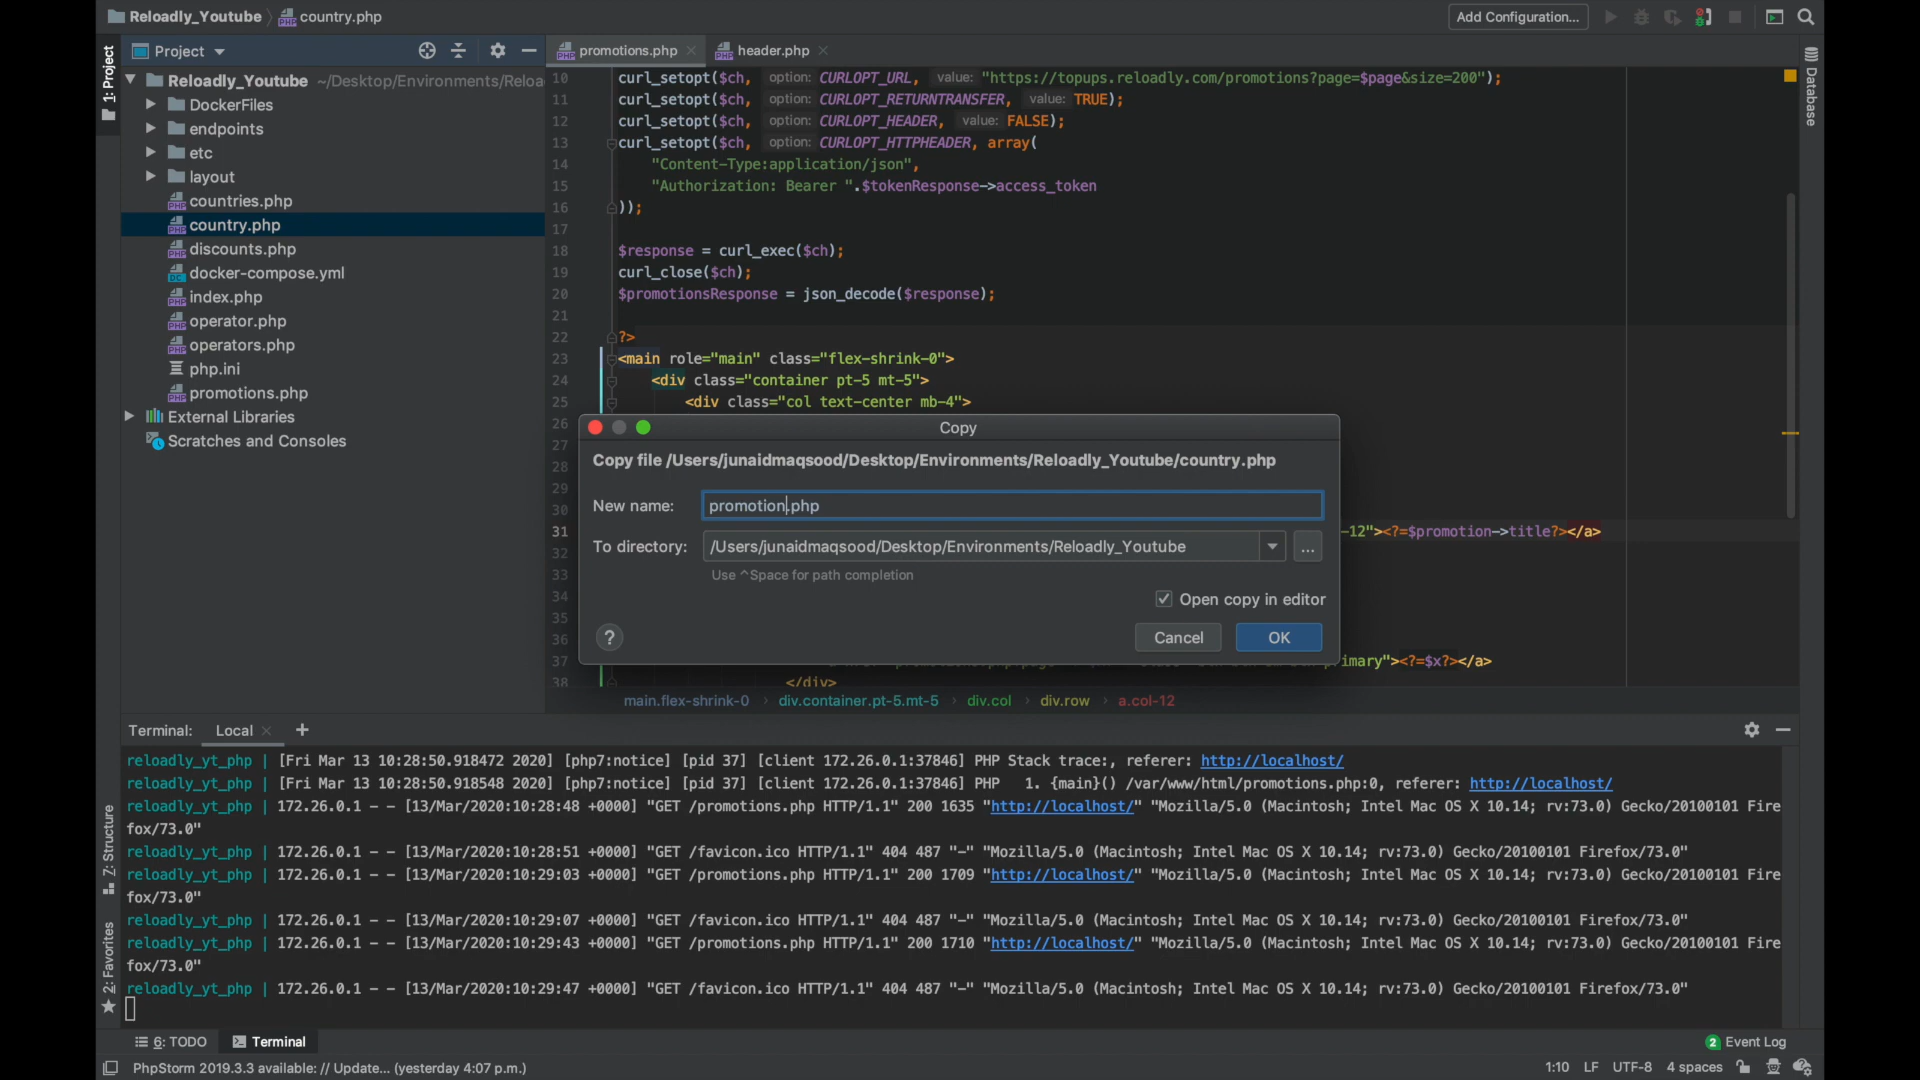 Reloadly_Youtube
country.php
Add Configuration...
1: Project
Project
promotions.php
header.php
Database
Reloadly_Youtube ~/Desktop/Environments/Reloa
DockerFiles
endpoints
etc
layout
countries.php
country.php
discounts.php
docker-compose.yml
index.php
operator.php
operators.php
php.ini
promotions.php
External Libraries
Scratches and Consoles
10 curl_setopt($ch, option: CURLOPT_URL, value: "https://topups.reloadly.com/promotions?page=$page&size=200");
11 curl_setopt($ch, option: CURLOPT_RETURNTRANSFER, value: TRUE);
12 curl_setopt($ch, option: CURLOPT_HEADER, value: FALSE);
13 curl_setopt($ch, option: CURLOPT_HTTPHEADER, array(
14 "Content-Type:application/json",
15 "Authorization: Bearer ".$tokenResponse->access_token
16 ));
17
18 $response = curl_exec($ch);
19 curl_close($ch);
20 $promotionsResponse = json_decode($response);
21
22 ?>
23 <main role="main" class="flex-shrink-0">
24 <div class="container pt-5 mt-5">
25 <div class="col text-center mb-4">
26
27
28
29
30
31 -12"><?=$promotion->title?></a>
32
33
34
35
36
37 imary"><?=$x?></a>
38 </div>
Copy
Copy file /Users/junaidmaqsood/Desktop/Environments/Reloadly_Youtube/country.php
New name: promotion.php
To directory: /Users/junaidmaqsood/Desktop/Environments/Reloadly_Youtube
...
Use ^Space for path completion
Open copy in editor
?
Cancel
OK
main.flex-shrink-0 › div.container.pt-5.mt-5 › div.col › div.row › a.col-12
Terminal: Local +
reloadly_yt_php | [Fri Mar 13 10:28:50.918472 2020] [php7:notice] [pid 37] [client 172.26.0.1:37846] PHP Stack trace:, referer: http://localhost/
reloadly_yt_php | [Fri Mar 13 10:28:50.918548 2020] [php7:notice] [pid 37] [client 172.26.0.1:37846] PHP   1. {main}() /var/www/html/promotions.php:0, referer: http://localhost/
reloadly_yt_php | 172.26.0.1 - - [13/Mar/2020:10:28:48 +0000] "GET /promotions.php HTTP/1.1" 200 1635 "http://localhost/" "Mozilla/5.0 (Macintosh; Intel Mac OS X 10.14; rv:73.0) Gecko/20100101 Fire
fox/73.0"
reloadly_yt_php | 172.26.0.1 - - [13/Mar/2020:10:28:51 +0000] "GET /favicon.ico HTTP/1.1" 404 487 "-" "Mozilla/5.0 (Macintosh; Intel Mac OS X 10.14; rv:73.0) Gecko/20100101 Firefox/73.0"
reloadly_yt_php | 172.26.0.1 - - [13/Mar/2020:10:29:03 +0000] "GET /promotions.php HTTP/1.1" 200 1709 "http://localhost/" "Mozilla/5.0 (Macintosh; Intel Mac OS X 10.14; rv:73.0) Gecko/20100101 Fire
fox/73.0"
reloadly_yt_php | 172.26.0.1 - - [13/Mar/2020:10:29:07 +0000] "GET /favicon.ico HTTP/1.1" 404 487 "-" "Mozilla/5.0 (Macintosh; Intel Mac OS X 10.14; rv:73.0) Gecko/20100101 Firefox/73.0"
reloadly_yt_php | 172.26.0.1 - - [13/Mar/2020:10:29:43 +0000] "GET /promotions.php HTTP/1.1" 200 1710 "http://localhost/" "Mozilla/5.0 (Macintosh; Intel Mac OS X 10.14; rv:73.0) Gecko/20100101 Fire
fox/73.0"
reloadly_yt_php | 172.26.0.1 - - [13/Mar/2020:10:29:47 +0000] "GET /favicon.ico HTTP/1.1" 404 487 "-" "Mozilla/5.0 (Macintosh; Intel Mac OS X 10.14; rv:73.0) Gecko/20100101 Firefox/73.0"
Z: Structure
2: Favorites
6: TODO
Terminal
2 Event Log
PhpStorm 2019.3.3 available: // Update... (yesterday 4:07 p.m.)
1:10 LF UTF-8 4 spaces